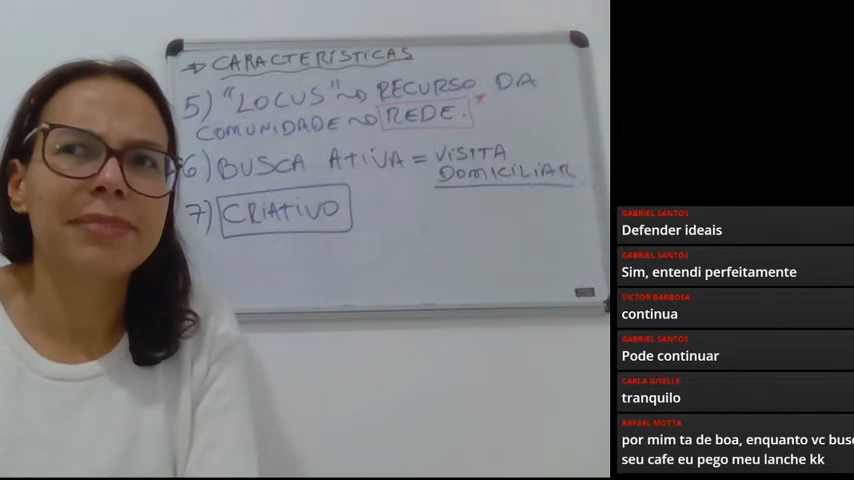 → CARACTERÍSTICAS
5) "LOCUS" → RECURSO DA
COMUNIDADE → REDE. *
6) BUSCA ATIVA = VISITA
DOMICILIAR
7) CRIATIVO
GABRIEL SANTOS
Defender ideais
GABRIEL SANTOS
Sim, entendi perfeitamente
VICTOR BARBOSA
continua
GABRIEL SANTOS
Pode continuar
CARLA GISELLE
tranquilo
RAFAEL MOTTA
por mim ta de boa, enquanto vc busc
seu cafe eu pego meu lanche kk